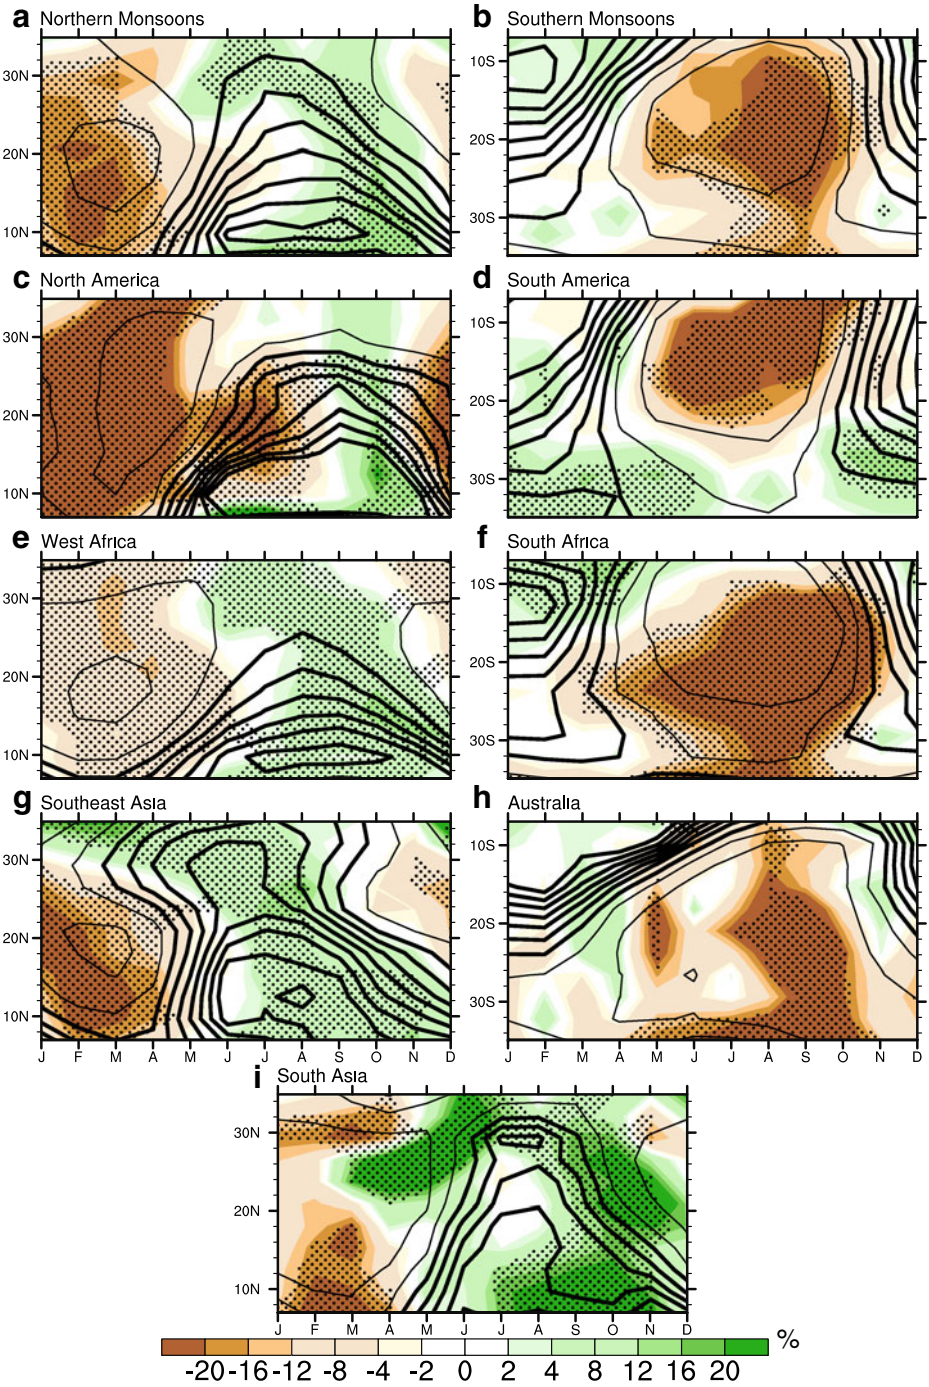 a Northern Monsoons
30N
20N
10N
b Southern Monsoons
10S
20S
30S
c North America
30N
20N
10N
d South America
10S
20S
30S
e West Africa
30N
20N
10N
f South Africa
10S
20S
30S
g Southeast Asia
30N
20N
10N
J F M A M J J A S O N D
h Australia
10S
20S
30S
J F M A M J J A S O N D
i South Asia
30N
20N
10N
J F M A M J J A S O N D
%
-20 -16 -12 -8 -4 -2 0 2 4 8 12 16 20